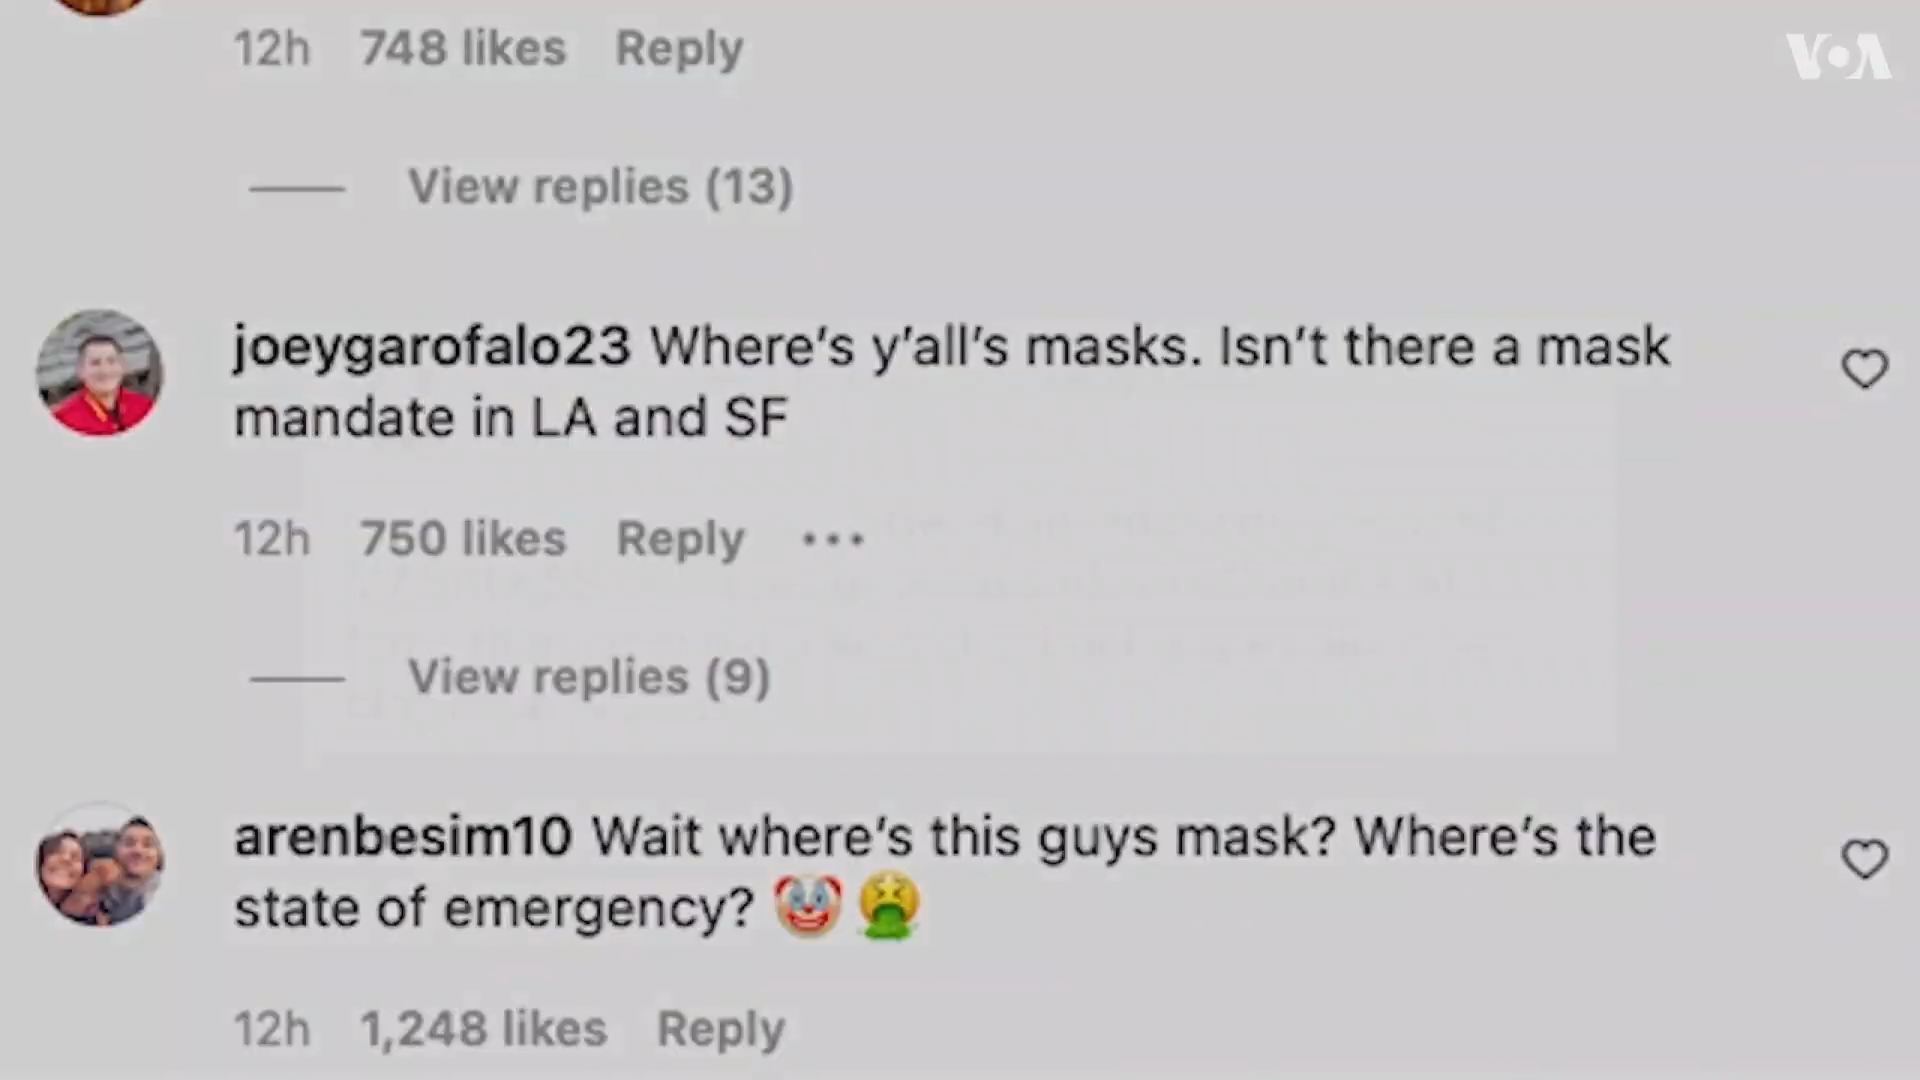 12h 748 likes Reply
VOA
View replies (13)
joeygarofalo23 Where's y'all's masks. Isn't there a mask
mandate in LA and SF
12h 750 likes Reply •••
View replies (9)
arenbesim10 Wait where's this guys mask? Where's the
state of emergency? 🤡🤮
12h 1,248 likes Reply